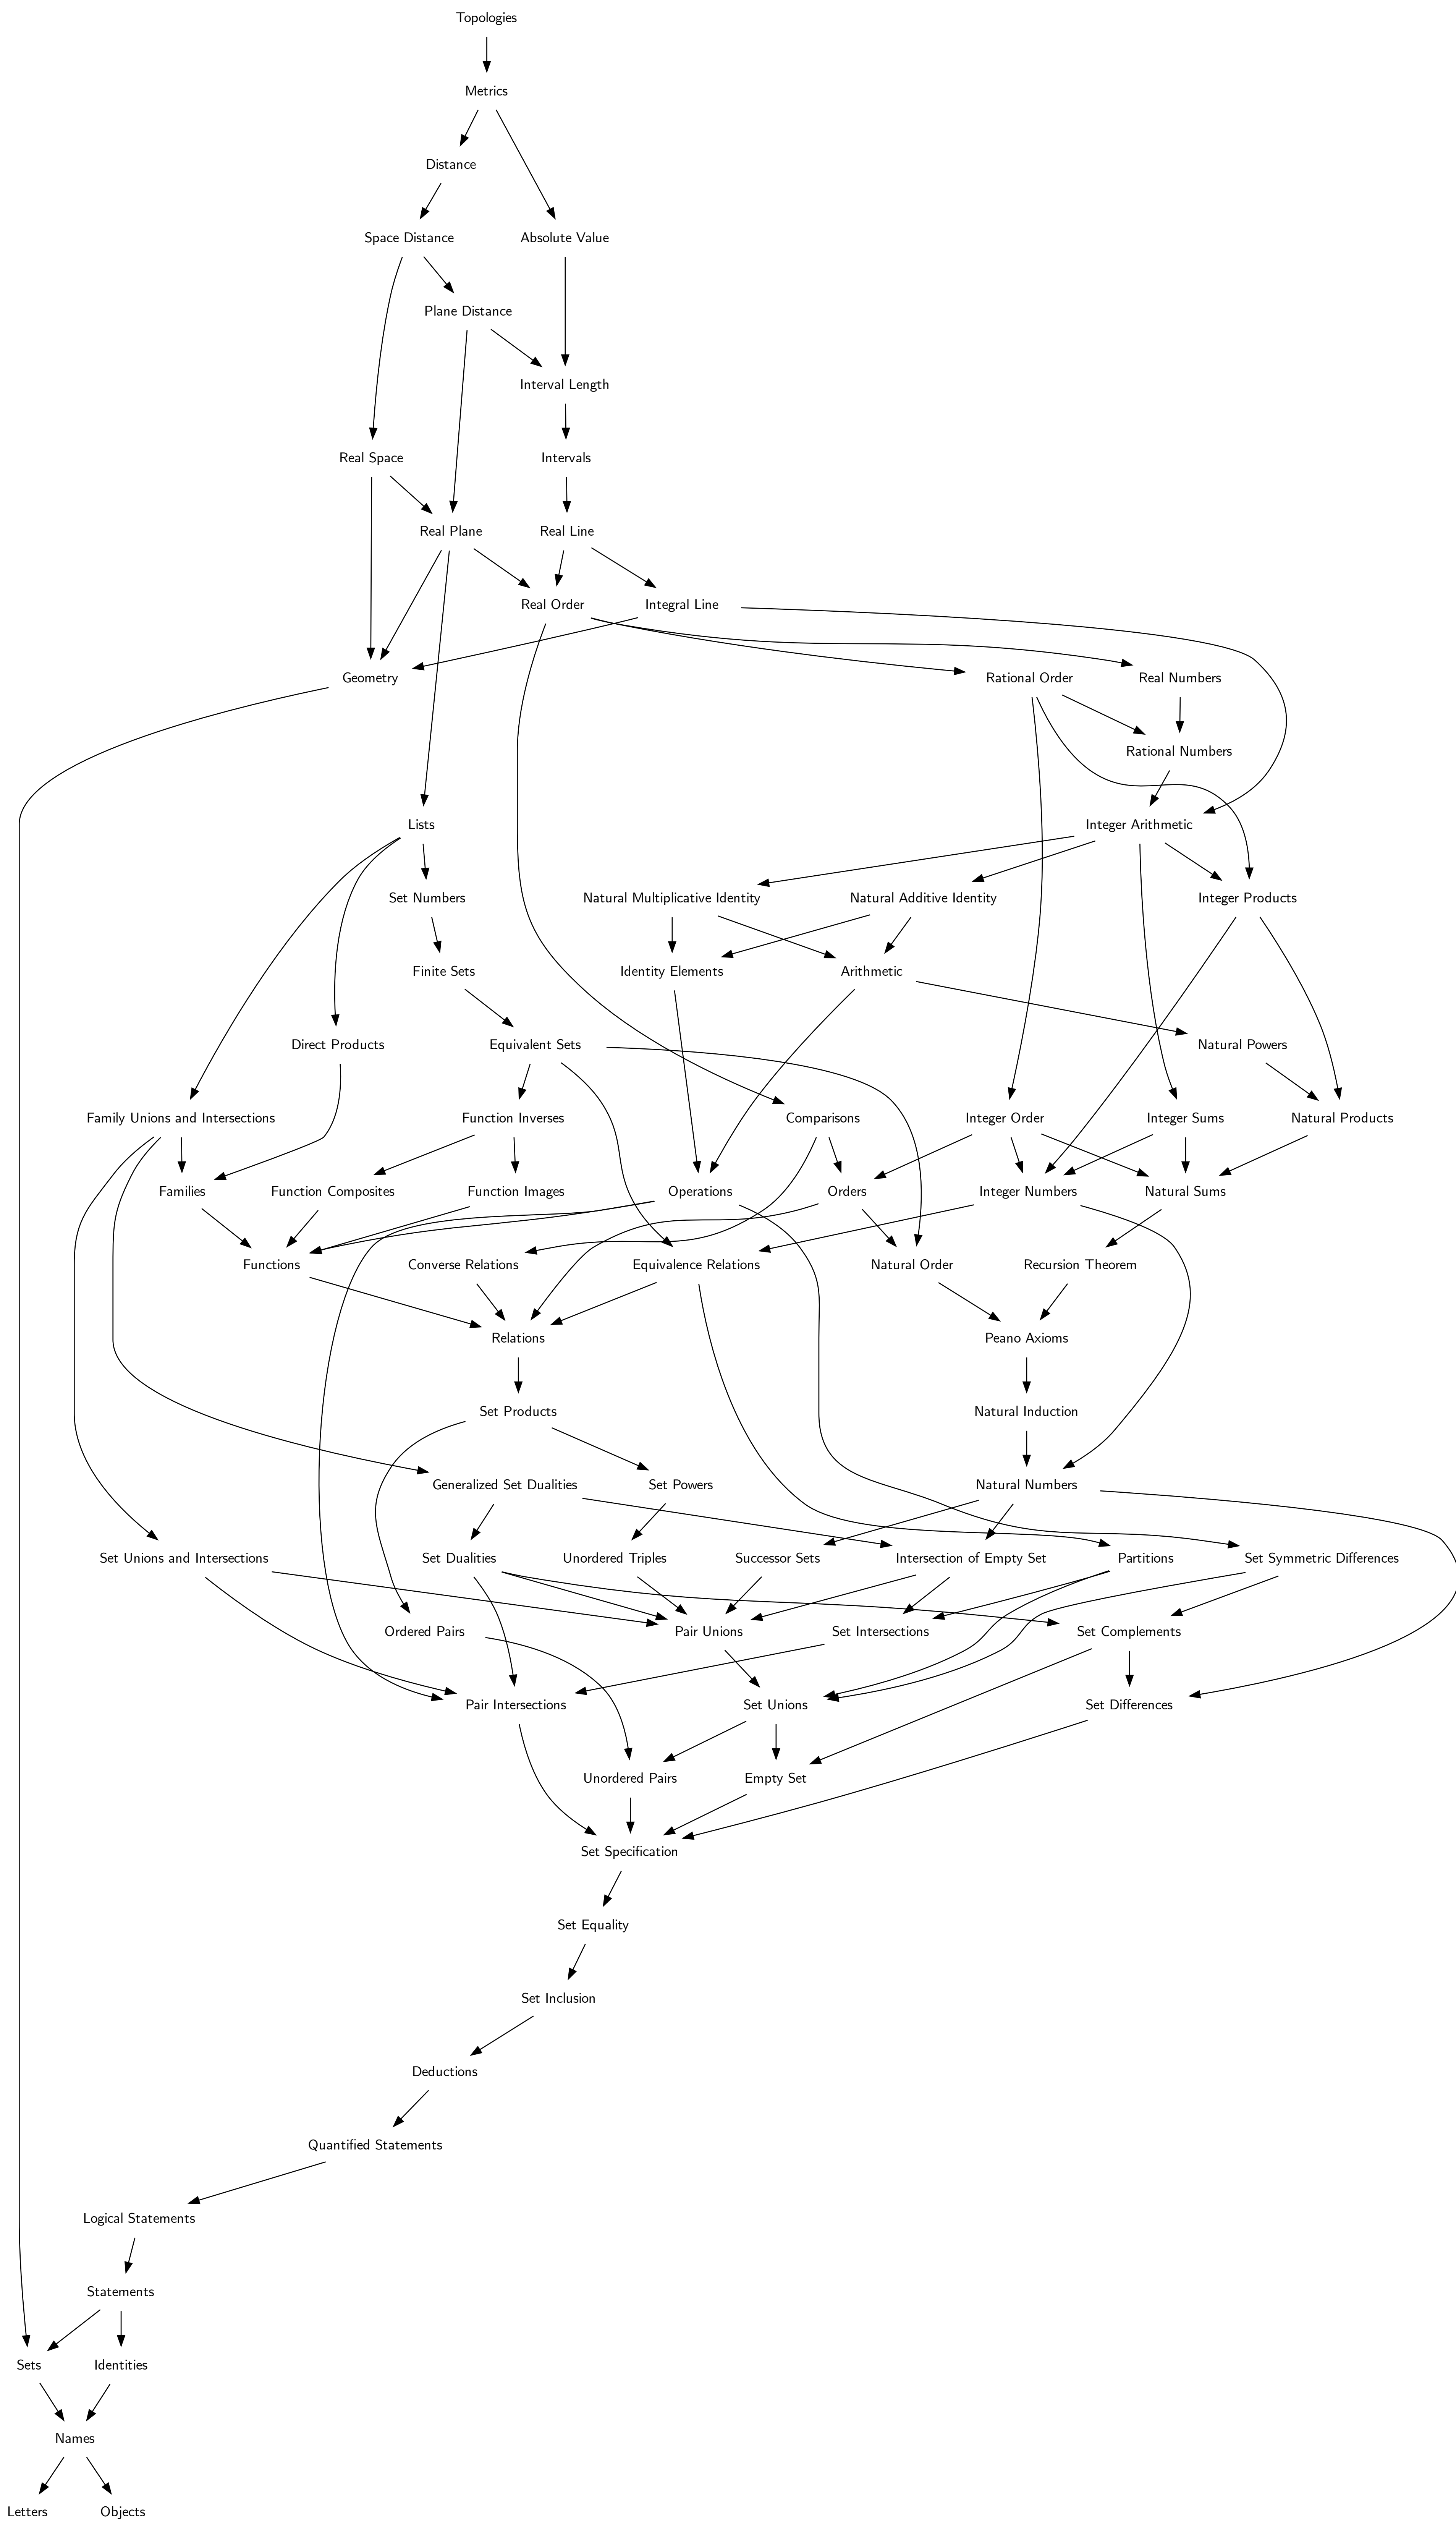 Topologies
Metrics
Distance
Space Distance
Absolute Value
Plane Distance
Interval Length
Real Space
Intervals
Real Plane
Real Line
Real Order
Integral Line
Geometry
Rational Order
Real Numbers
Rational Numbers
Lists
Integer Arithmetic
Set Numbers
Natural Multiplicative Identity
Natural Additive Identity
Integer Products
Finite Sets
Identity Elements
Arithmetic
Direct Products
Equivalent Sets
Natural Powers
Family Unions and Intersections
Function Inverses
Comparisons
Integer Order
Integer Sums
Natural Products
Families
Function Composites
Function Images
Operations
Orders
Integer Numbers
Natural Sums
Functions
Converse Relations
Equivalence Relations
Natural Order
Recursion Theorem
Relations
Peano Axioms
Set Products
Natural Induction
Generalized Set Dualities
Set Powers
Natural Numbers
Set Unions and Intersections
Set Dualities
Unordered Triples
Successor Sets
Intersection of Empty Set
Partitions
Set Symmetric Differences
Ordered Pairs
Pair Unions
Set Intersections
Set Complements
Pair Intersections
Set Unions
Set Differences
Unordered Pairs
Empty Set
Set Specification
Set Equality
Set Inclusion
Deductions
Quantified Statements
Logical Statements
Statements
Sets
Identities
Names
Letters
Objects